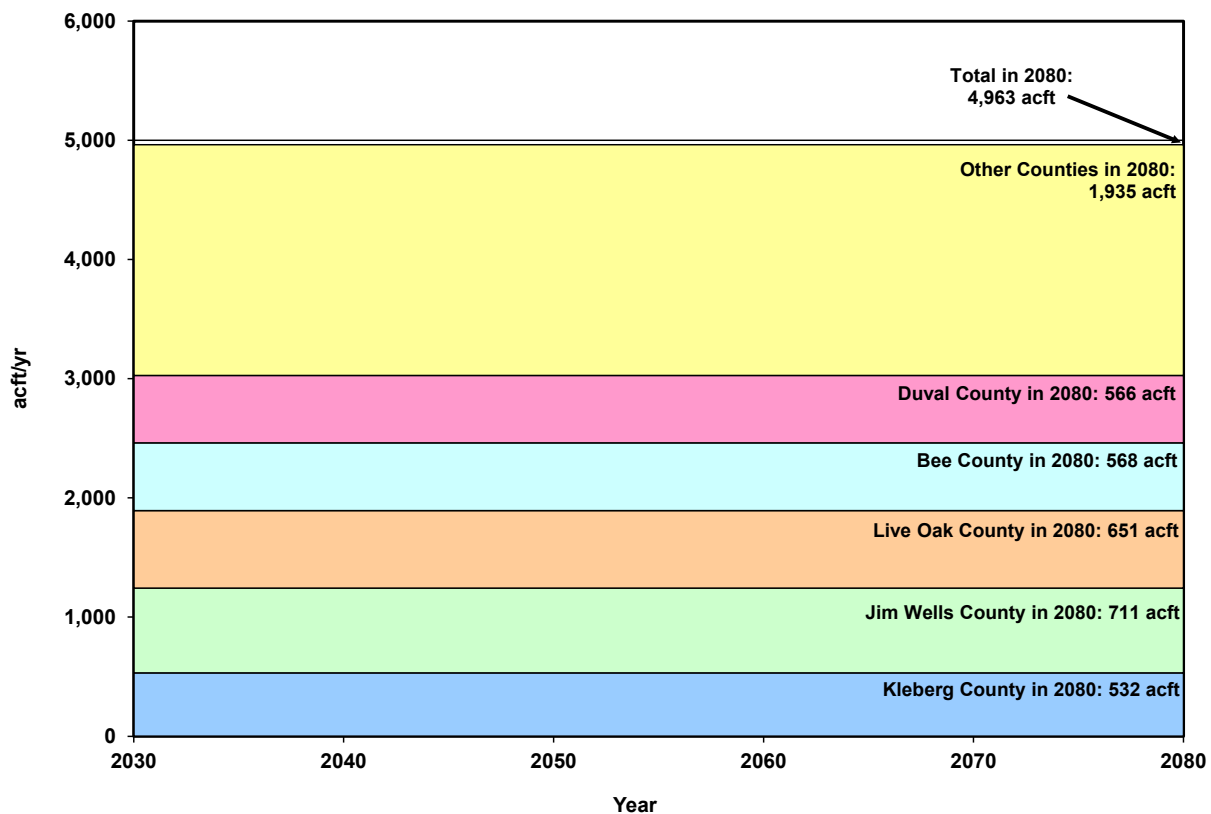 6,000
Total in 2080:
4,963 acft
5,000
Other Counties in 2080:
1,935 acft
4,000
acft/yr
3,000
Duval County in 2080: 566 acft
Bee County in 2080: 568 acft
2,000
Live Oak County in 2080: 651 acft
1,000
Jim Wells County in 2080: 711 acft
Kleberg County in 2080: 532 acft
0
2030 2040 2050 2060 2070 2080
Year